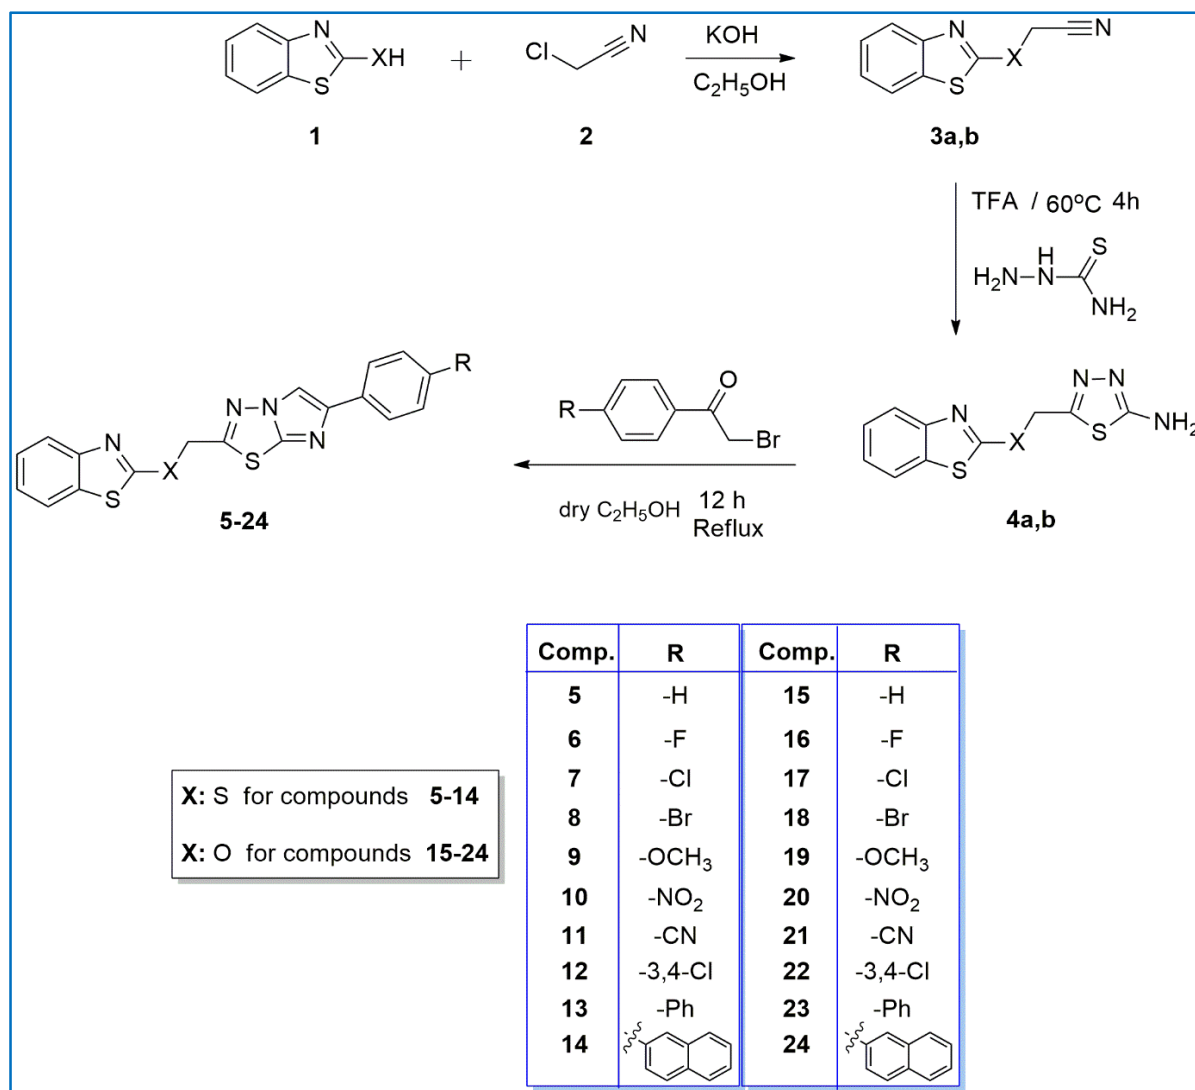 N
XH
S
1
+
Cl
N
2
KOH
C₂H₅OH
N
S
X
N
3a,b
TFA / 60°C 4h
H₂N
H
N
S
NH₂
N
S
X
N N
S
NH₂
4a,b
R
O
Br
dry C₂H₅OH 12 h
Reflux
R
N N
S N
N
S
X
5-24
X: S for compounds 5-14
X: O for compounds 15-24
Comp. R Comp. R
5 -H 15 -H
6 -F 16 -F
7 -Cl 17 -Cl
8 -Br 18 -Br
9 -OCH₃ 19 -OCH₃
10 -NO₂ 20 -NO₂
11 -CN 21 -CN
12 -3,4-Cl 22 -3,4-Cl
13 -Ph 23 -Ph
14 24